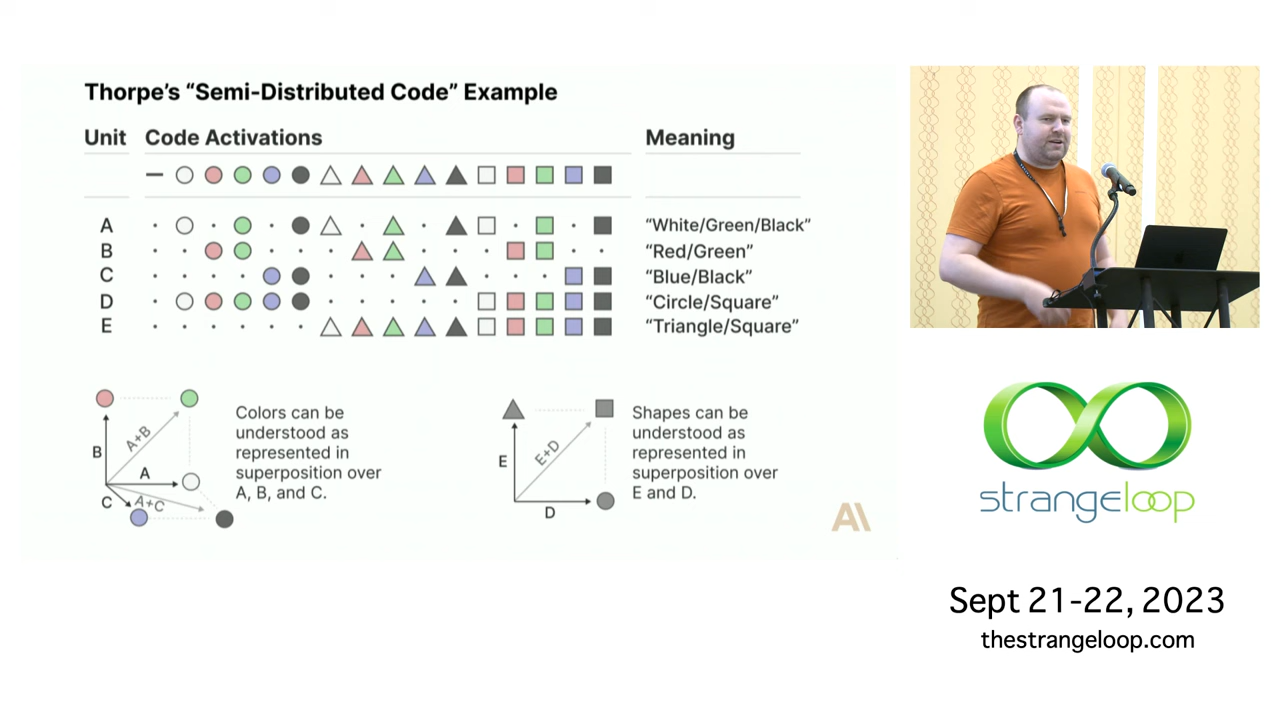 Thorpe's “Semi-Distributed Code” Example
Unit Code Activations Meaning
A “White/Green/Black”
B “Red/Green”
C “Blue/Black”
D “Circle/Square”
E “Triangle/Square”
B
A+B
A
C
A+C
Colors can be
understood as
represented in
superposition over
A, B, and C.
E
E+D
D
Shapes can be
understood as
represented in
superposition over
E and D.
A\
strangeloop
Sept 21-22, 2023
thestrangeloop.com